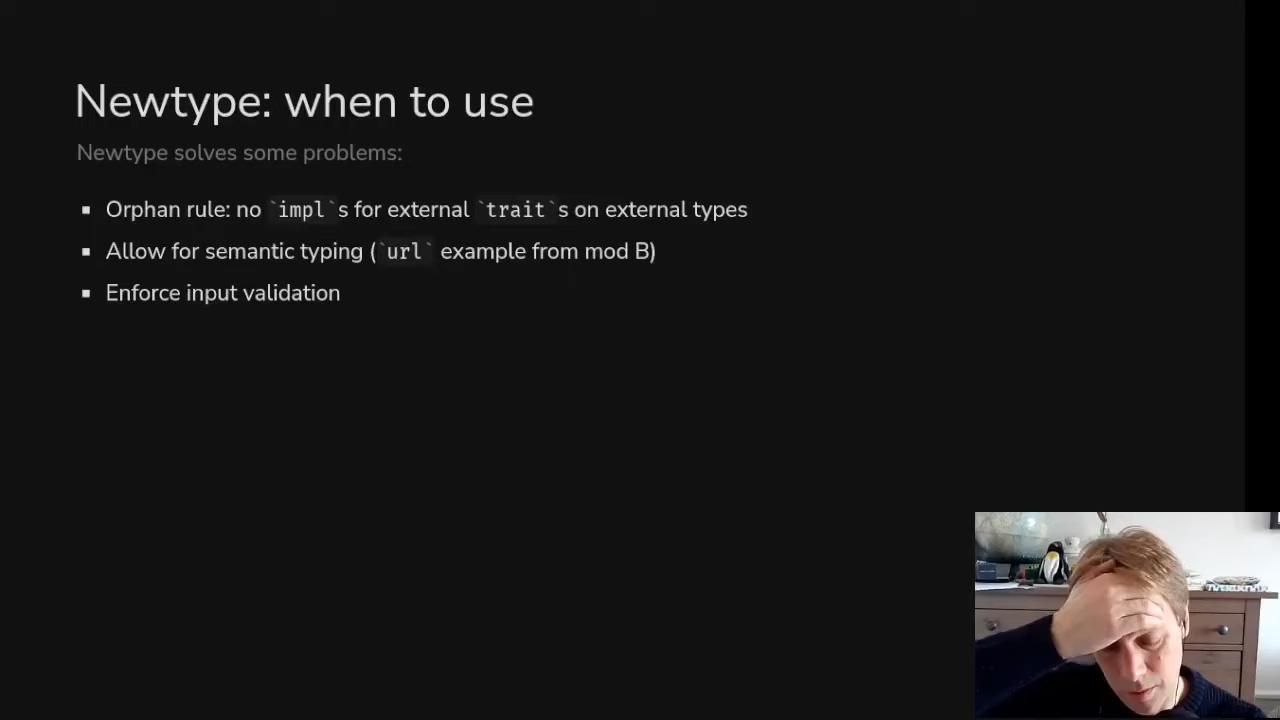 Newtype: when to use
Newtype solves some problems:
▪ Orphan rule: no `impl`s for external `trait`s on external types
▪ Allow for semantic typing (`url` example from mod B)
▪ Enforce input validation